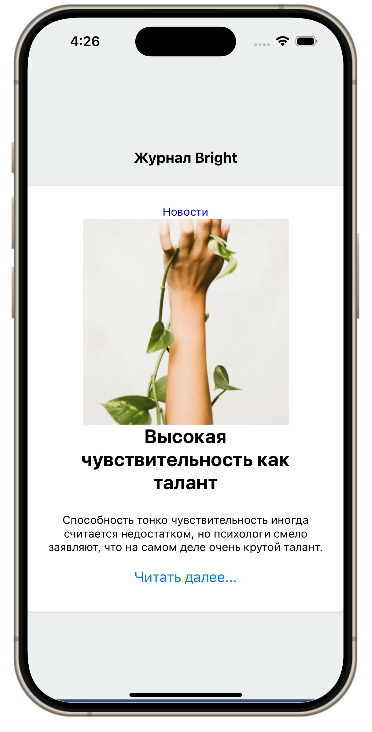 4:26
Журнал Bright
Новости
Высокая
чувствительность как
талант
Способность тонко чувствительность иногда
считается недостатком, но психологи смело
заявляют, что на самом деле очень крутой талант.
Читать далее...